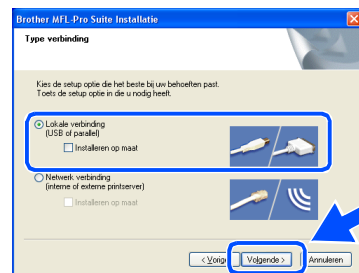 Brother MFL-Pro Suite Installatie
Type verbinding
Kies de setup optie die het beste bij uw behoeften past.
Toets de setup optie in die u nodig heeft.
Lokale verbinding
(USB of parallel)
Installeren op maat
Netwerk verbinding
(interne of externe printserver)
Installeren op maat
< Vorige
Volgende >
Annuleren